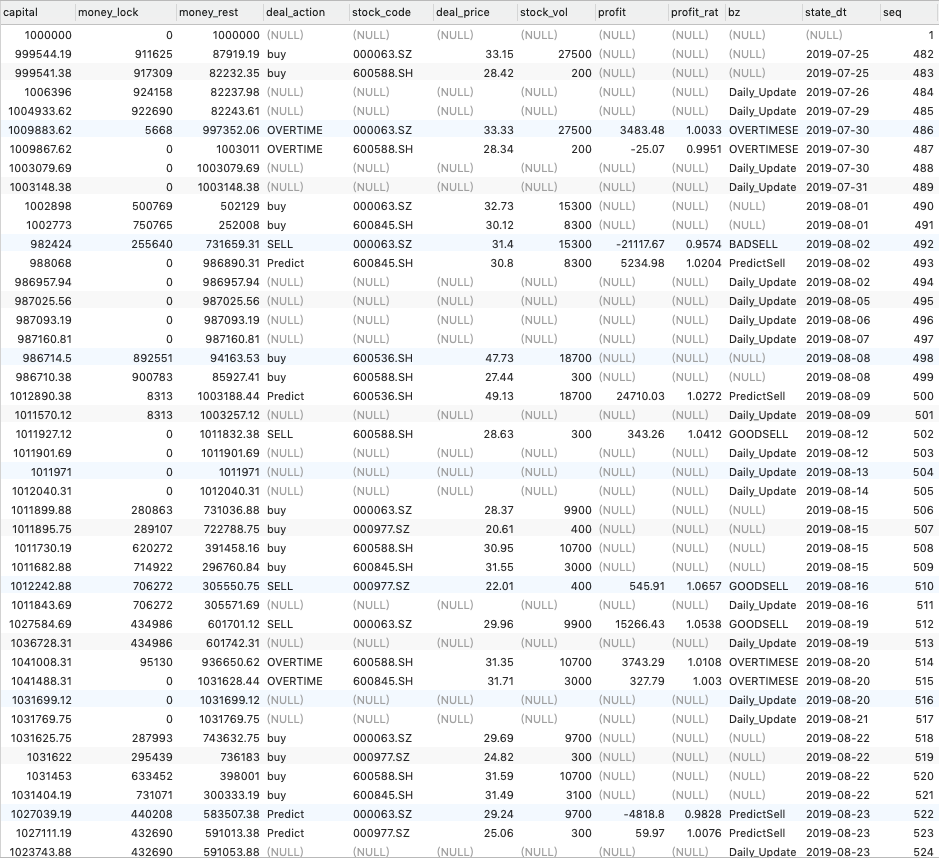 capital money_lock money_rest deal_action stock_code deal_price stock_vol profit profit_rat bz state_dt seq
1000000 0 1000000 (NULL) (NULL) (NULL) (NULL) (NULL) (NULL) (NULL) (NULL) 1
999544.19 911625 87919.19 buy 000063.SZ 33.15 27500 (NULL) (NULL) (NULL) 2019-07-25 482
999541.38 917309 82232.35 buy 600588.SH 28.42 200 (NULL) (NULL) (NULL) 2019-07-25 483
1006396 924158 82237.98 (NULL) (NULL) (NULL) (NULL) (NULL) (NULL) Daily_Update 2019-07-26 484
1004933.62 922690 82243.61 (NULL) (NULL) (NULL) (NULL) (NULL) (NULL) Daily_Update 2019-07-29 485
1009883.62 5668 997352.06 OVERTIME 000063.SZ 33.33 27500 3483.48 1.0033 OVERTIMESE 2019-07-30 486
1009867.62 0 1003011 OVERTIME 600588.SH 28.34 200 -25.07 0.9951 OVERTIMESE 2019-07-30 487
1003079.69 0 1003079.69 (NULL) (NULL) (NULL) (NULL) (NULL) (NULL) Daily_Update 2019-07-30 488
1003148.38 0 1003148.38 (NULL) (NULL) (NULL) (NULL) (NULL) (NULL) Daily_Update 2019-07-31 489
1002898 500769 502129 buy 000063.SZ 32.73 15300 (NULL) (NULL) (NULL) 2019-08-01 490
1002773 750765 252008 buy 600845.SH 30.12 8300 (NULL) (NULL) (NULL) 2019-08-01 491
982424 255640 731659.31 SELL 000063.SZ 31.4 15300 -21117.67 0.9574 BADSELL 2019-08-02 492
988068 0 986890.31 Predict 600845.SH 30.8 8300 5234.98 1.0204 PredictSell 2019-08-02 493
986957.94 0 986957.94 (NULL) (NULL) (NULL) (NULL) (NULL) (NULL) Daily_Update 2019-08-02 494
987025.56 0 987025.56 (NULL) (NULL) (NULL) (NULL) (NULL) (NULL) Daily_Update 2019-08-05 495
987093.19 0 987093.19 (NULL) (NULL) (NULL) (NULL) (NULL) (NULL) Daily_Update 2019-08-06 496
987160.81 0 987160.81 (NULL) (NULL) (NULL) (NULL) (NULL) (NULL) Daily_Update 2019-08-07 497
986714.5 892551 94163.53 buy 600536.SH 47.73 18700 (NULL) (NULL) (NULL) 2019-08-08 498
986710.38 900783 85927.41 buy 600588.SH 27.44 300 (NULL) (NULL) (NULL) 2019-08-08 499
1012890.38 8313 1003188.44 Predict 600536.SH 49.13 18700 24710.03 1.0272 PredictSell 2019-08-09 500
1011570.12 8313 1003257.12 (NULL) (NULL) (NULL) (NULL) (NULL) (NULL) Daily_Update 2019-08-09 501
1011927.12 0 1011832.38 SELL 600588.SH 28.63 300 343.26 1.0412 GOODSELL 2019-08-12 502
1011901.69 0 1011901.69 (NULL) (NULL) (NULL) (NULL) (NULL) (NULL) Daily_Update 2019-08-12 503
1011971 0 1011971 (NULL) (NULL) (NULL) (NULL) (NULL) (NULL) Daily_Update 2019-08-13 504
1012040.31 0 1012040.31 (NULL) (NULL) (NULL) (NULL) (NULL) (NULL) Daily_Update 2019-08-14 505
1011899.88 280863 731036.88 buy 000063.SZ 28.37 9900 (NULL) (NULL) (NULL) 2019-08-15 506
1011895.75 289107 722788.75 buy 000977.SZ 20.61 400 (NULL) (NULL) (NULL) 2019-08-15 507
1011730.19 620272 391458.16 buy 600588.SH 30.95 10700 (NULL) (NULL) (NULL) 2019-08-15 508
1011682.88 714922 296760.84 buy 600845.SH 31.55 3000 (NULL) (NULL) (NULL) 2019-08-15 509
1012242.88 706272 305550.75 SELL 000977.SZ 22.01 400 545.91 1.0657 GOODSELL 2019-08-16 510
1011843.69 706272 305571.69 (NULL) (NULL) (NULL) (NULL) (NULL) (NULL) Daily_Update 2019-08-16 511
1027584.69 434986 601701.12 SELL 000063.SZ 29.96 9900 15266.43 1.0538 GOODSELL 2019-08-19 512
1036728.31 434986 601742.31 (NULL) (NULL) (NULL) (NULL) (NULL) (NULL) Daily_Update 2019-08-19 513
1041008.31 95130 936650.62 OVERTIME 600588.SH 31.35 10700 3743.29 1.0108 OVERTIMESE 2019-08-20 514
1041488.31 0 1031628.44 OVERTIME 600845.SH 31.71 3000 327.79 1.003 OVERTIMESE 2019-08-20 515
1031699.12 0 1031699.12 (NULL) (NULL) (NULL) (NULL) (NULL) (NULL) Daily_Update 2019-08-20 516
1031769.75 0 1031769.75 (NULL) (NULL) (NULL) (NULL) (NULL) (NULL) Daily_Update 2019-08-21 517
1031625.75 287993 743632.75 buy 000063.SZ 29.69 9700 (NULL) (NULL) (NULL) 2019-08-22 518
1031622 295439 736183 buy 000977.SZ 24.82 300 (NULL) (NULL) (NULL) 2019-08-22 519
1031453 633452 398001 buy 600588.SH 31.59 10700 (NULL) (NULL) (NULL) 2019-08-22 520
1031404.19 731071 300333.19 buy 600845.SH 31.49 3100 (NULL) (NULL) (NULL) 2019-08-22 521
1027039.19 440208 583507.38 Predict 000063.SZ 29.24 9700 -4818.8 0.9828 PredictSell 2019-08-23 522
1027111.19 432690 591013.38 Predict 000977.SZ 25.06 300 59.97 1.0076 PredictSell 2019-08-23 523
1023743.88 432690 591053.88 (NULL) (NULL) (NULL) (NULL) (NULL) (NULL) Daily_Update 2019-08-23 524